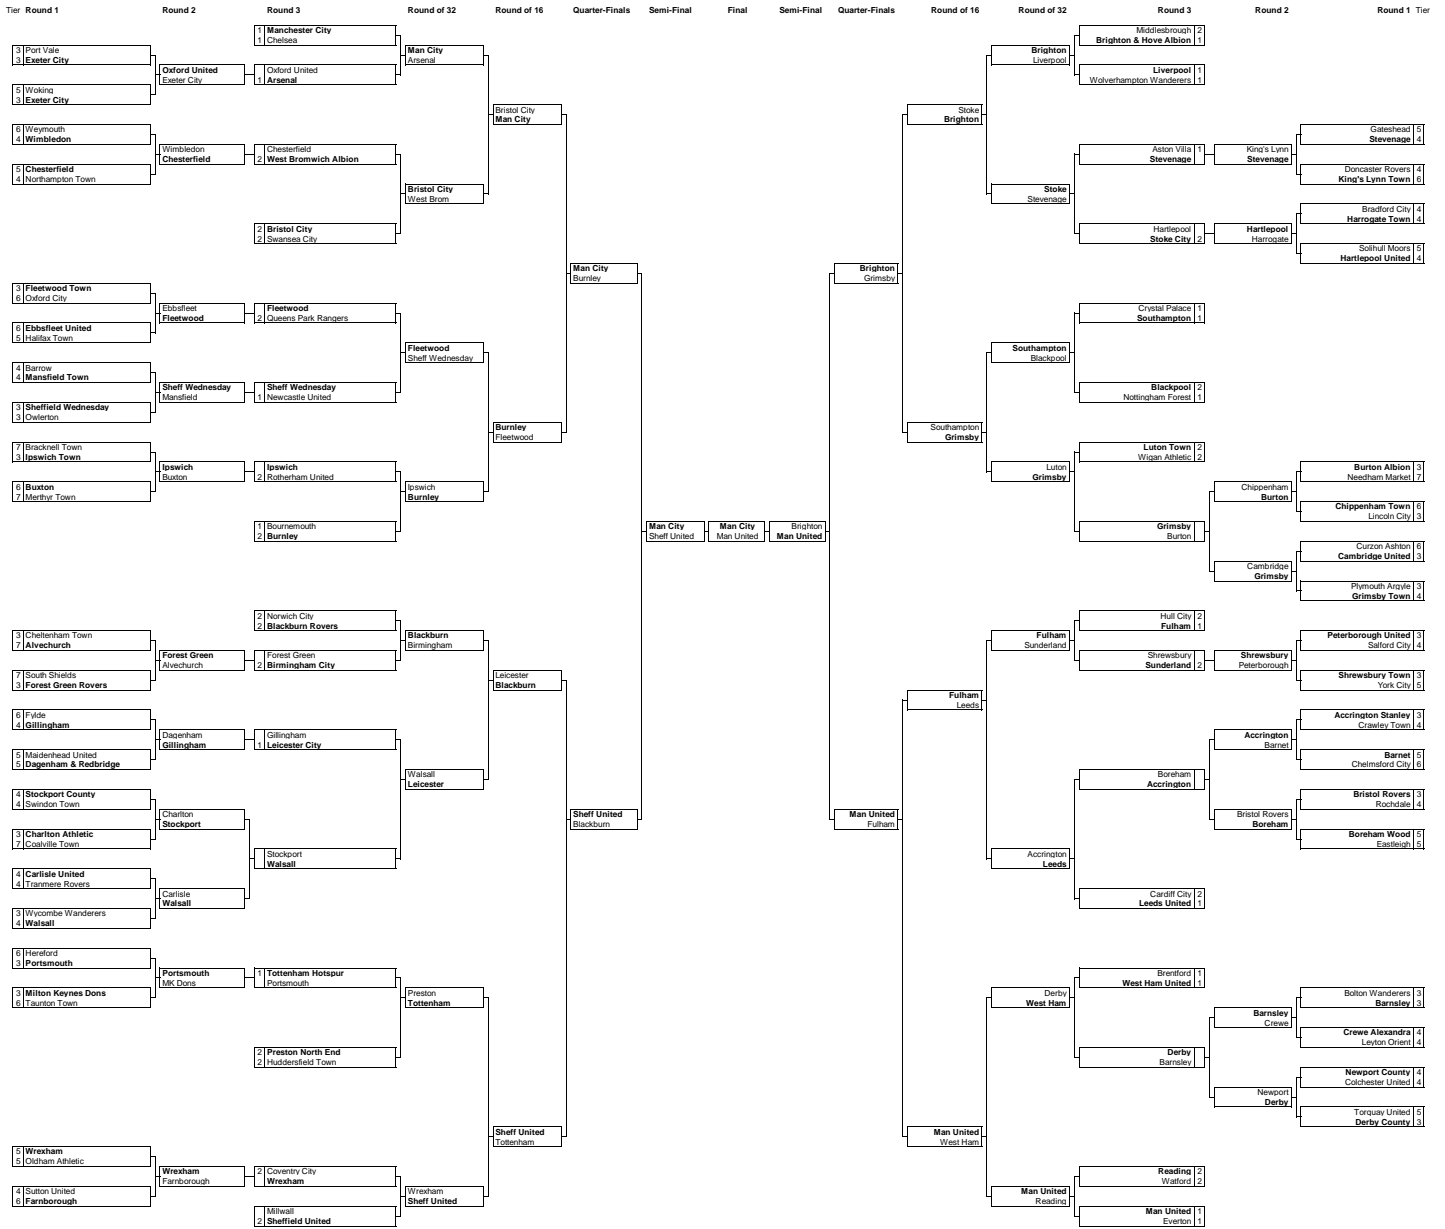 Tier Round 1 Round 2 Round 3 Round of 32 Round of 16 Quarter-Finals Semi-Final Final Semi-Final Quarter-Finals Round of 16 Round of 32 Round 3 Round 2 Round 1 Tier
3 Port Vale
3 Exeter City
5 Woking
3 Exeter City
6 Weymouth
4 Wimbledon
5 Chesterfield
4 Northampton Town
3 Fleetwood Town
6 Oxford City
6 Ebbsfleet United
5 Halifax Town
4 Barrow
4 Mansfield Town
3 Sheffield Wednesday
3 Owlerton
7 Bracknell Town
3 Ipswich Town
6 Buxton
7 Merthyr Town
3 Cheltenham Town
7 Alvechurch
7 South Shields
3 Forest Green Rovers
6 Fylde
4 Gillingham
5 Maidenhead United
5 Dagenham & Redbridge
4 Stockport County
4 Swindon Town
3 Charlton Athletic
7 Coalville Town
4 Carlisle United
4 Tranmere Rovers
3 Wycombe Wanderers
4 Walsall
6 Hereford
3 Portsmouth
3 Milton Keynes Dons
6 Taunton Town
5 Wrexham
5 Oldham Athletic
4 Sutton United
6 Farnborough
Oxford United
Exeter City
Wimbledon
Chesterfield
Ebbsfleet
Fleetwood
Sheff Wednesday
Mansfield
Ipswich
Buxton
Forest Green
Alvechurch
Dagenham
Gillingham
Charlton
Stockport
Carlisle
Walsall
Portsmouth
MK Dons
Wrexham
Farnborough
1 Manchester City
1 Chelsea
Oxford United
1 Arsenal
Chesterfield
2 West Bromwich Albion
2 Bristol City
2 Swansea City
Fleetwood
2 Queens Park Rangers
Sheff Wednesday
1 Newcastle United
Ipswich
2 Rotherham United
1 Bournemouth
2 Burnley
2 Norwich City
2 Blackburn Rovers
Forest Green
2 Birmingham City
Gillingham
1 Leicester City
Stockport
Walsall
1 Tottenham Hotspur
Portsmouth
2 Preston North End
2 Huddersfield Town
2 Coventry City
Wrexham
Millwall
2 Sheffield United
Man City
Arsenal
Bristol City
West Brom
Fleetwood
Sheff Wednesday
Ipswich
Burnley
Blackburn
Birmingham
Walsall
Leicester
Preston
Tottenham
Wrexham
Sheff United
Bristol City
Man City
Burnley
Fleetwood
Leicester
Blackburn
Sheff United
Tottenham
Man City
Burnley
Sheff United
Blackburn
Man City
Sheff United
Man City
Man United
Brighton
Man United
Brighton
Grimsby
Man United
Fulham
Stoke
Brighton
Southampton
Grimsby
Fulham
Leeds
Man United
West Ham
Brighton
Liverpool
Stoke
Stevenage
Southampton
Blackpool
Luton
Grimsby
Fulham
Sunderland
Accrington
Leeds
Derby
West Ham
Man United
Reading
Middlesbrough 2
Brighton & Hove Albion 1
Liverpool 1
Wolverhampton Wanderers 1
Aston Villa 1
Stevenage
Hartlepool
Stoke City 2
Crystal Palace 1
Southampton 1
Blackpool 2
Nottingham Forest 1
Luton Town 2
Wigan Athletic 2
Grimsby
Burton
Hull City 2
Fulham 1
Shrewsbury
Sunderland 2
Boreham
Accrington
Cardiff City 2
Leeds United 1
Brentford 1
West Ham United 1
Derby
Barnsley
Reading 2
Watford 2
Man United 1
Everton 1
King's Lynn
Stevenage
Hartlepool
Harrogate
Chippenham
Burton
Cambridge
Grimsby
Shrewsbury
Peterborough
Accrington
Barnet
Bristol Rovers
Boreham
Barnsley
Crewe
Newport
Derby
Gateshead 5
Stevenage 4
Doncaster Rovers 4
King's Lynn Town 6
Bradford City 4
Harrogate Town 4
Solihull Moors 5
Hartlepool United 4
Burton Albion 3
Needham Market 7
Chippenham Town 6
Lincoln City 3
Curzon Ashton 6
Cambridge United 3
Plymouth Argyle 3
Grimsby Town 4
Peterborough United 3
Salford City 4
Shrewsbury Town 3
York City 5
Accrington Stanley 3
Crawley Town 4
Barnet 5
Chelmsford City 6
Bristol Rovers 3
Rochdale 4
Boreham Wood 5
Eastleigh 5
Bolton Wanderers 3
Barnsley 3
Crewe Alexandra 4
Leyton Orient 4
Newport County 4
Colchester United 4
Torquay United 5
Derby County 3